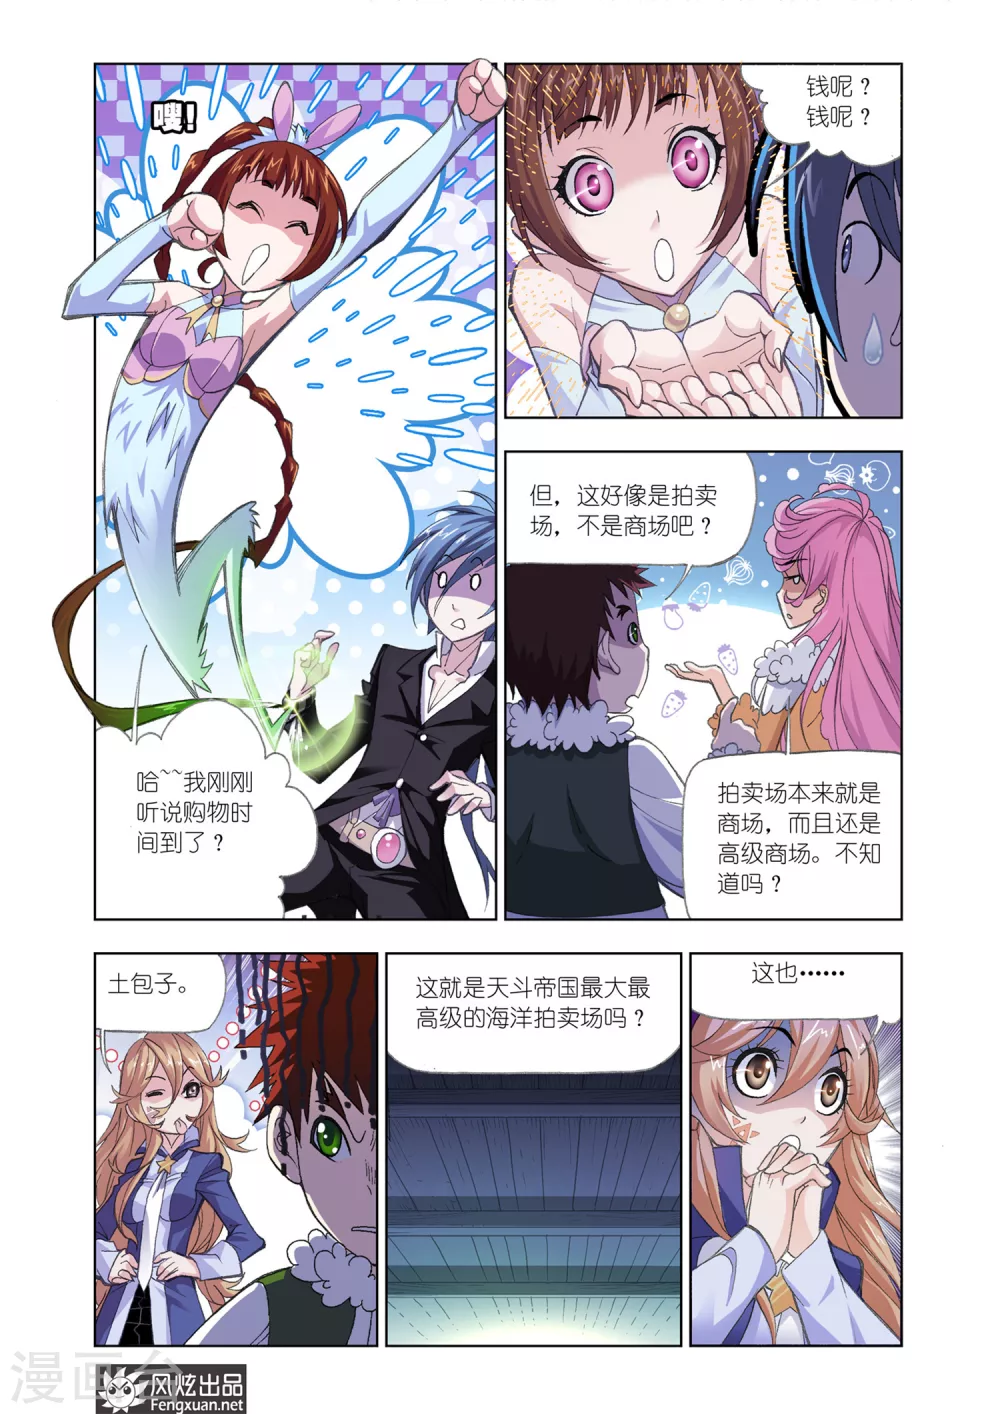 嗖!
哈~~我刚刚
听说购物时
间到了？
钱呢？
钱呢？
但，这好像是拍卖
场，不是商场吧？
拍卖场本来就是
商场，而且还是
高级商场。不知
道吗？
土包子。
这就是天斗帝国最大最
高级的海洋拍卖场吗？
这也……
漫画台
风炫出品
Fengxuan.net